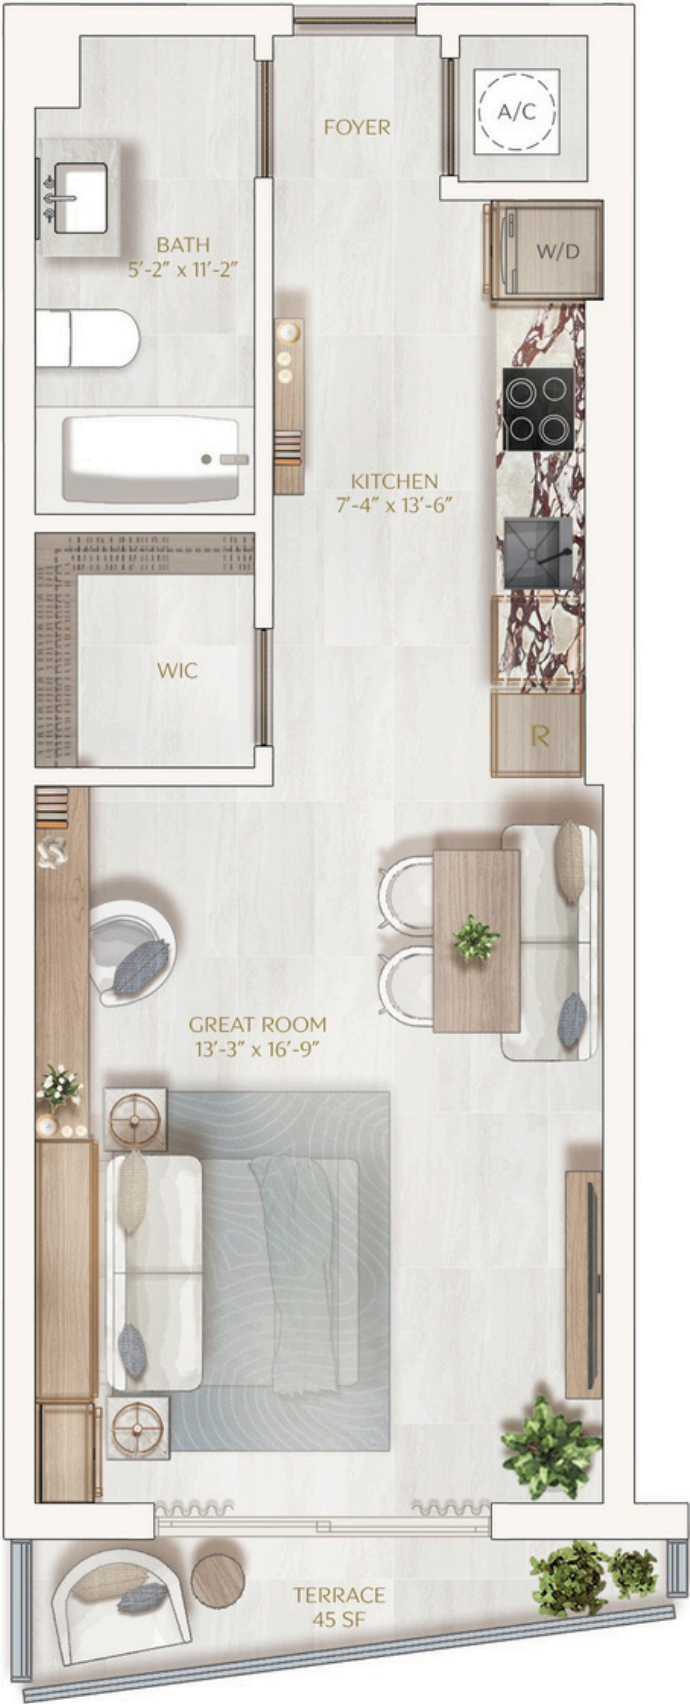 FOYER
A/C
BATH
5'-2" x 11'-2"
W/D
KITCHEN
7'-4" x 13'-6"
WIC
R
GREAT ROOM
13'-3" x 16'-9"
TERRACE
45 SF